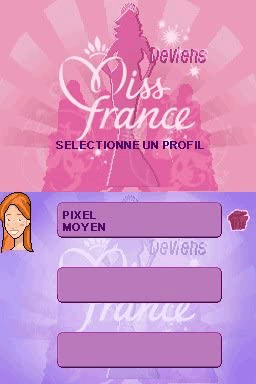 Deviens
Miss
France
SELECTIONNE UN PROFIL
PIXEL
MOYEN
Deviens
Miss
France